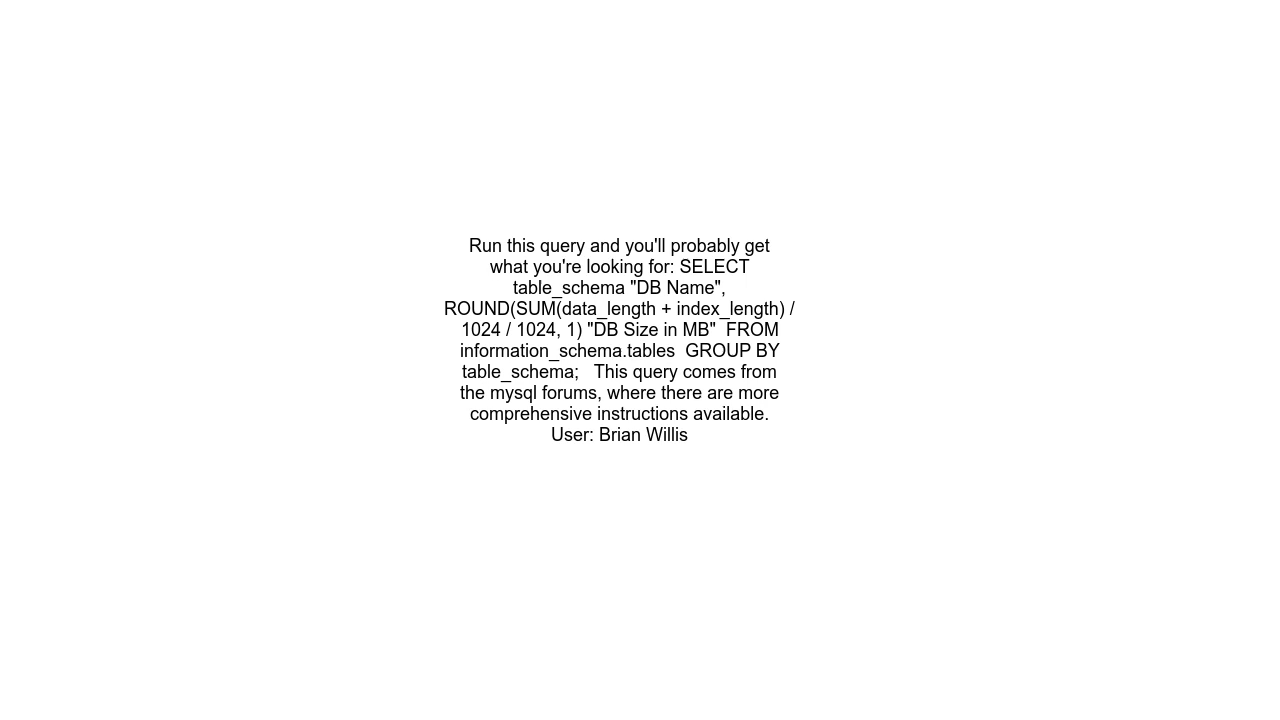 Run this query and you'll probably get
what you're looking for: SELECT
table_schema "DB Name",
ROUND(SUM(data_length + index_length) /
1024 / 1024, 1) "DB Size in MB"  FROM
information_schema.tables  GROUP BY
table_schema;   This query comes from
the mysql forums, where there are more
comprehensive instructions available.
User: Brian Willis